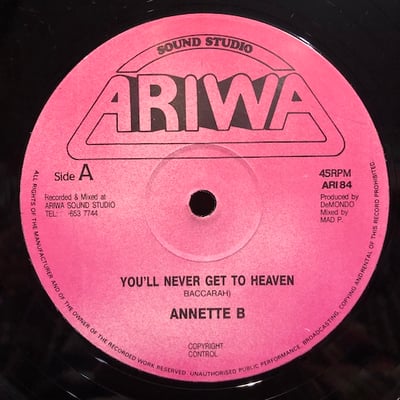 SOUND STUDIO
ARIWA
Side A
45RPM
ARI 84
Recorded & Mixed at
ARIWA SOUND STUDIO
TEL: 653 7744
Produced by
DeMONDO
Mixed by
MAD P.
YOU'LL NEVER GET TO HEAVEN
BACCARAH)
ANNETTE B
COPYRIGHT
CONTROL
ALL RIGHTS OF THE MANUFACTURER AND OF THE OWNER OF THE RECORDED WORK RESERVED. UNAUTHORISED PUBLIC PERFORMANCE, BROADCASTING, COPYING AND RENTAL OF THIS RECORD PROHIBITED.